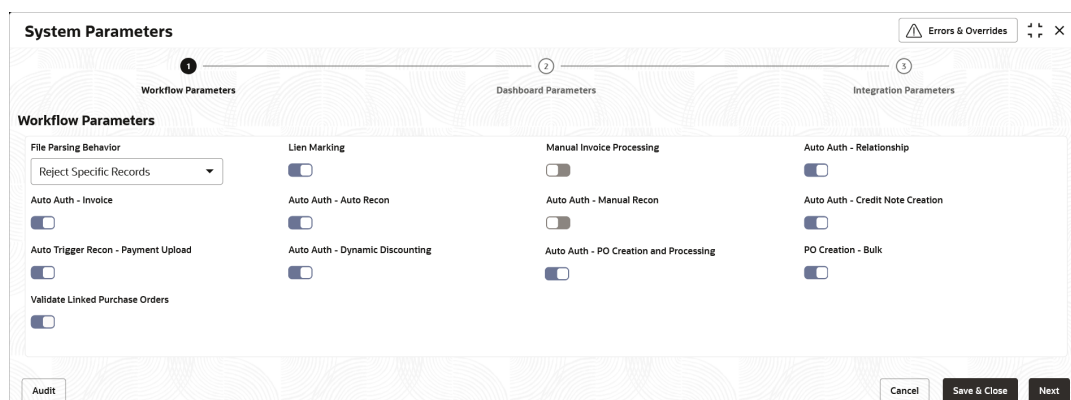 System Parameters
Errors & Overrides
1
2
3
Workflow Parameters
Dashboard Parameters
Integration Parameters
Workflow Parameters
File Parsing Behavior
Lien Marking
Manual Invoice Processing
Auto Auth - Relationship
Reject Specific Records
Auto Auth - Invoice
Auto Auth - Auto Recon
Auto Auth - Manual Recon
Auto Auth - Credit Note Creation
Auto Trigger Recon - Payment Upload
Auto Auth - Dynamic Discounting
Auto Auth - PO Creation and Processing
PO Creation - Bulk
Validate Linked Purchase Orders
Audit
Cancel
Save & Close
Next